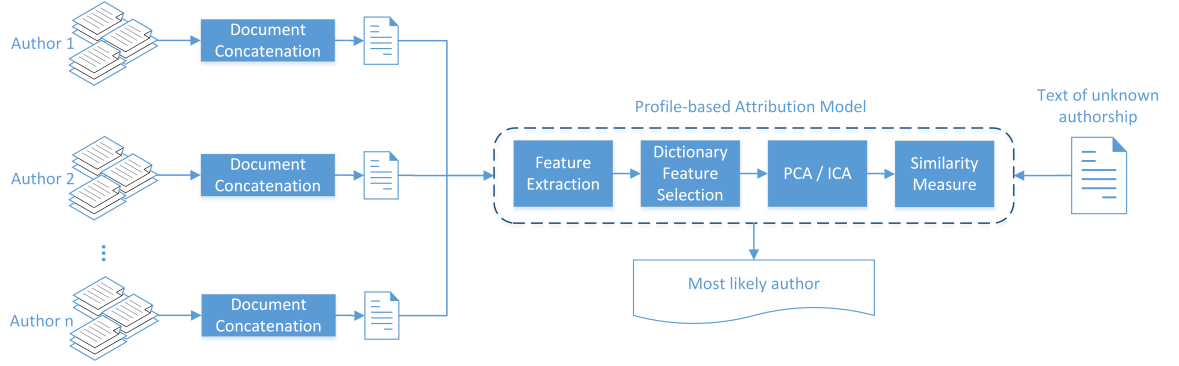 Author 1
Document
Concatenation
Author 2
Document
Concatenation
Author n
Document
Concatenation
Profile-based Attribution Model
Feature
Extraction
Dictionary
Feature
Selection
PCA / ICA
Similarity
Measure
Text of unknown
authorship
Most likely author